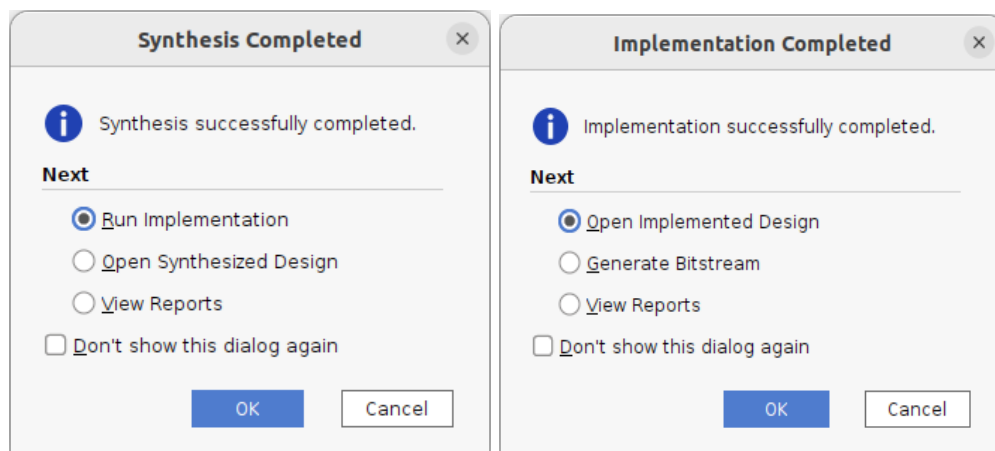 Synthesis Completed
Synthesis successfully completed.
Next
Run Implementation
Open Synthesized Design
View Reports
Don't show this dialog again
OK
Cancel
Implementation Completed
Implementation successfully completed.
Next
Open Implemented Design
Generate Bitstream
View Reports
Don't show this dialog again
OK
Cancel